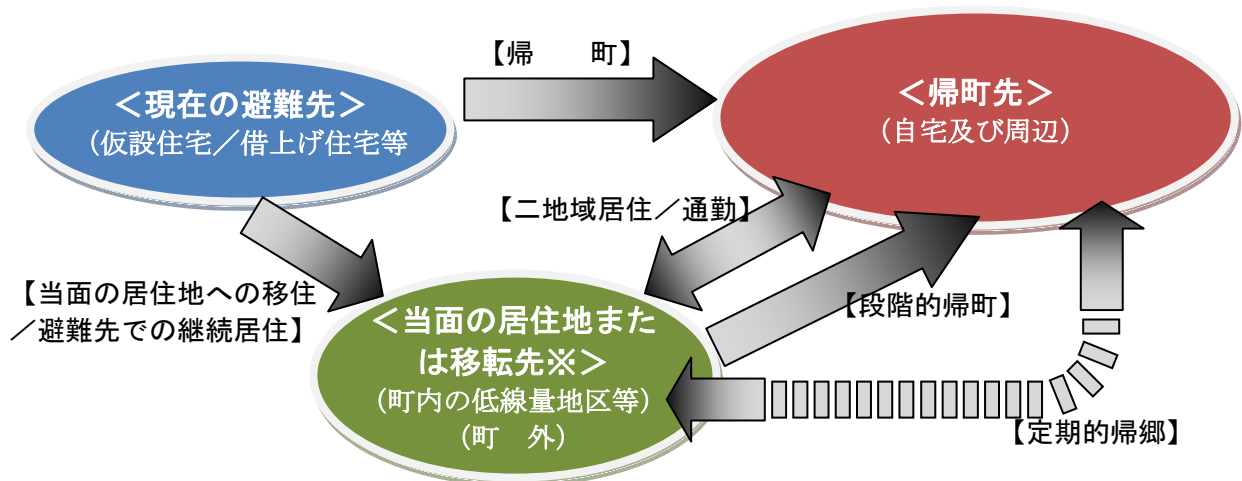 【帰　　町】
＜現在の避難先＞
（仮設住宅／借上げ住宅等
＜帰町先＞
（自宅及び周辺）
【二地域居住／通勤】
【当面の居住地への移住
／避難先での継続居住】
【段階的帰町】
＜当面の居住地また
は移転先※＞
（町内の低線量地区等）
（町　外）
【定期的帰郷】